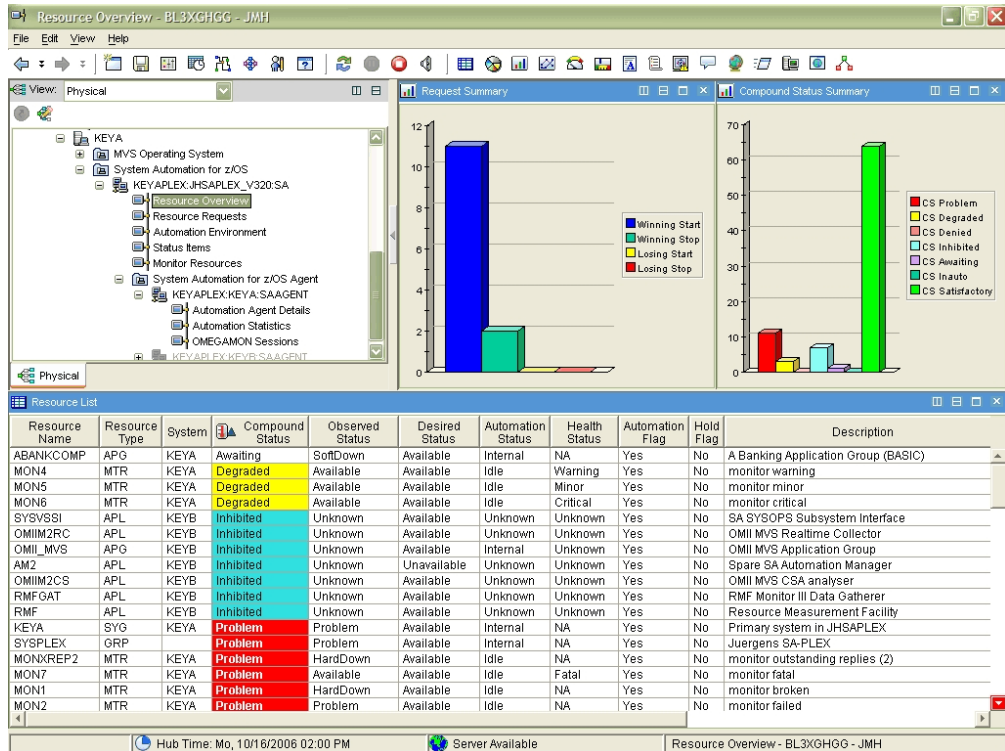 Resource Overview - BL3XGHGG - JMH
File Edit View Help
View: Physical
KEYA
MVS Operating System
System Automation for z/OS
KEYAPLEX:JHSAPLEX_V320:SA
Resource Overview
Resource Requests
Automation Environment
Status Items
Monitor Resources
System Automation for z/OS Agent
KEYAPLEX:KEYA:SAAGENT
Automation Agent Details
Automation Statistics
OMEGAMON Sessions
KEYAPLEX:KEYB:SAAGENT
Physical
Request Summary
12
10
8
6
4
2
0
Winning Start
Winning Stop
Losing Start
Losing Stop
Compound Status Summary
70
60
50
40
30
20
10
0
CS Problem
CS Degraded
CS Denied
CS Inhibited
CS Awaiting
CS Inauto
CS Satisfactory
Resource List
Resource Name Resource Type System Compound Status Observed Status Desired Status Automation Status Health Status Automation Flag Hold Flag Description
ABANKCOMP APG KEYA Awaiting SoftDown Available Internal NA Yes No A Banking Application Group (BASIC)
MON4 MTR KEYA Degraded Available Available Idle Warning Yes No monitor warning
MON5 MTR KEYA Degraded Available Available Idle Minor Yes No monitor minor
MON6 MTR KEYA Degraded Available Available Idle Critical Yes No monitor critical
SYSVSSI APL KEYB Inhibited Unknown Available Unknown Unknown Yes No SA SYSOPS Subsystem Interface
OMIIM2RC APL KEYB Inhibited Unknown Available Unknown Unknown Yes No OMII MVS Realtime Collector
OMII_MVS APG KEYB Inhibited Unknown Available Internal Unknown Yes No OMII MVS Application Group
AM2 APL KEYB Inhibited Unknown Unavailable Unknown Unknown Yes No Spare SA Automation Manager
OMIIM2CS APL KEYB Inhibited Unknown Available Unknown Unknown Yes No OMII MVS CSA analyser
RMFGAT APL KEYB Inhibited Unknown Available Unknown Unknown Yes No RMF Monitor III Data Gatherer
RMF APL KEYB Inhibited Unknown Available Unknown Unknown Yes No Resource Measurement Facility
KEYA SYG KEYA Problem Problem Available Internal NA Yes No Primary system in JHSAPLEX
SYSPLEX GRP Problem Problem Available Internal NA Yes No Juergens SA-PLEX
MONXREP2 MTR KEYA Problem HardDown Available Idle NA Yes No monitor outstanding replies (2)
MON7 MTR KEYA Problem Available Available Idle Fatal Yes No monitor fatal
MON1 MTR KEYA Problem HardDown Available Idle NA Yes No monitor broken
MON2 MTR KEYA Problem Problem Available Idle NA Yes No monitor failed
Hub Time: Mo, 10/16/2006 02:00 PM Server Available Resource Overview - BL3XGHGG - JMH